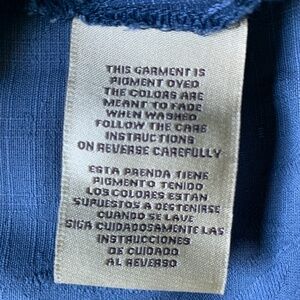 THIS GARMENT IS
PIGMENT DYED
THE COLORS ARE
MEANT TO FADE
WHEN WASHED
FOLLOW THE CARE
INSTRUCTIONS
ON REVERSE CAREFULLY
ESTA PRENDA TIENE
PIGMENTO TENIDO
LOS COLORES ESTAN
SUPUESTOS A DESTENIRSE
CUANDO SE LAVE
SIGA CUIDADOSAMENTE LAS
INSTRUCCIONES
DE CUIDADO
AL REVERSO